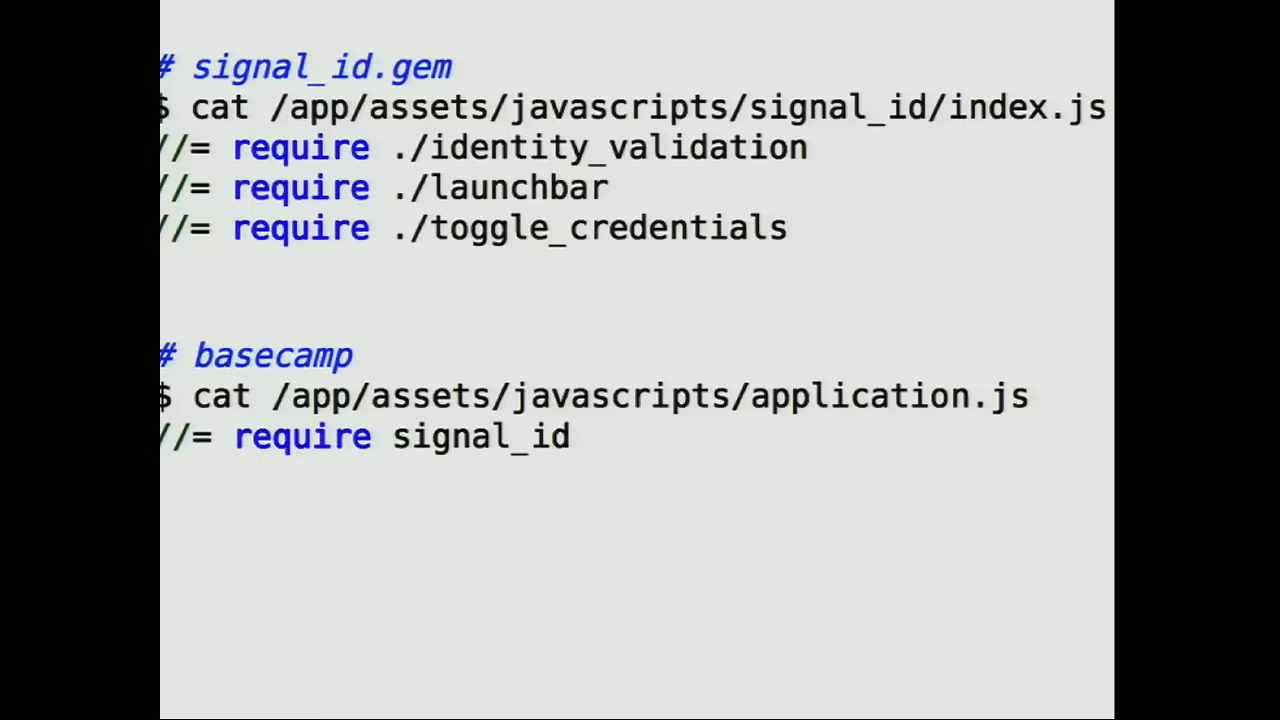 # signal_id.gem
$ cat /app/assets/javascripts/signal_id/index.js
//= require ./identity_validation
//= require ./launchbar
//= require ./toggle_credentials
# basecamp
$ cat /app/assets/javascripts/application.js
//= require signal_id